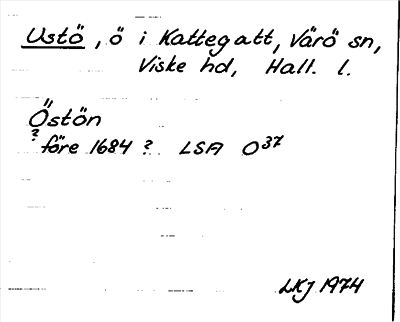 Ustö, ö i Kattegatt, Värö sn,
Viske hd, Hall. l.
Östön
? före 1684 ? LSA O37
LKJ 1974